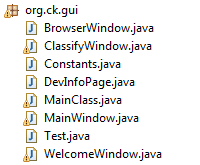 org.ck.gui
BrowserWindow.java
ClassifyWindow.java
Constants.java
DevInfoPage.java
MainClass.java
MainWindow.java
Test.java
WelcomeWindow.java